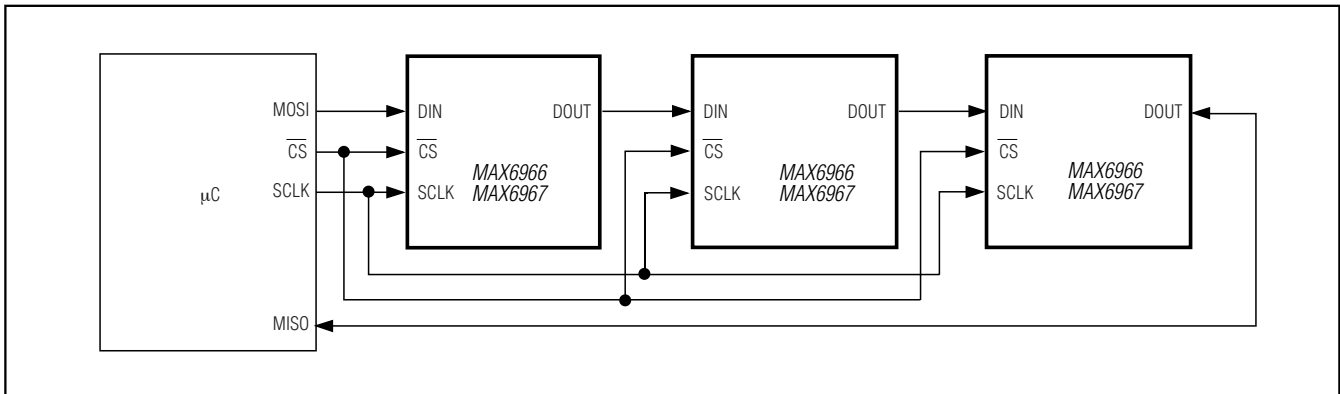 MOSI
CS
SCLK
μC
MISO
DIN
DOUT
CS
SCLK
MAX6966
MAX6967
DIN
DOUT
CS
SCLK
MAX6966
MAX6967
DIN
DOUT
CS
SCLK
MAX6966
MAX6967